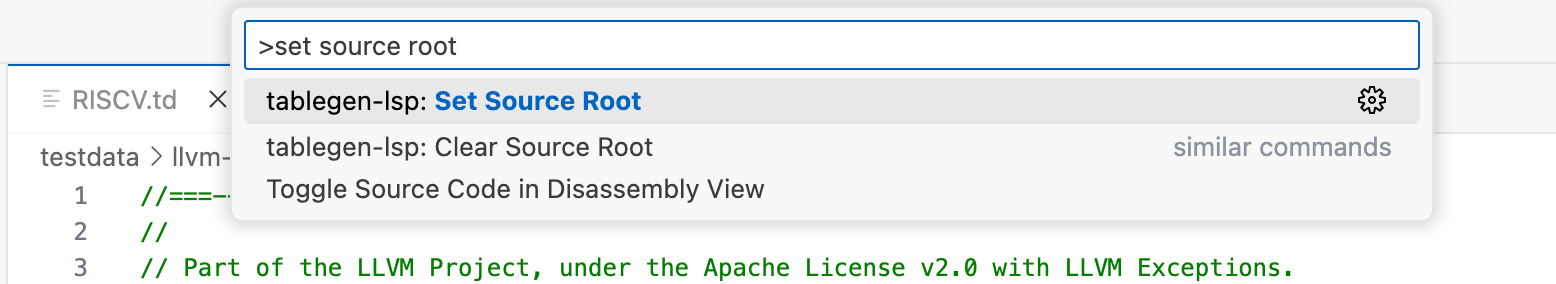 >set source root
tablegen-lsp: Set Source Root
tablegen-lsp: Clear Source Root similar commands
Toggle Source Code in Disassembly View
RISCV.td
testdata > llvm-
1 //===-
2 //
3 // Part of the LLVM Project, under the Apache License v2.0 with LLVM Exceptions.